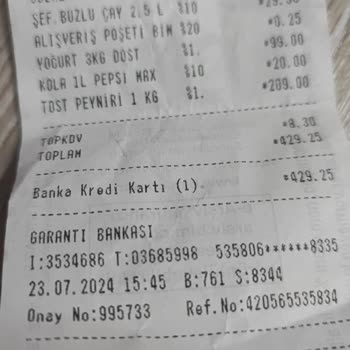 ŞEF.BUZLU ÇAY 2,5 L %10
ALIŞVERİŞ POŞETİ BİM %20 *0.25
YOĞURT 3KG DOST %1. *99.00
KOLA 1L PEPSI MAX %10 *20.00
TOST PEYNİRİ 1 KG %1. *209.00
TOPKDV *8.30
TOPLAM *429.25
Banka Kredi Kartı (1). *429.25
GARANTI BANKASI
I:3534686 T:03685998 535806******8335
23.07.2024 15:45 B:761 S:8344
Onay No:995733 Ref.No:420565535834